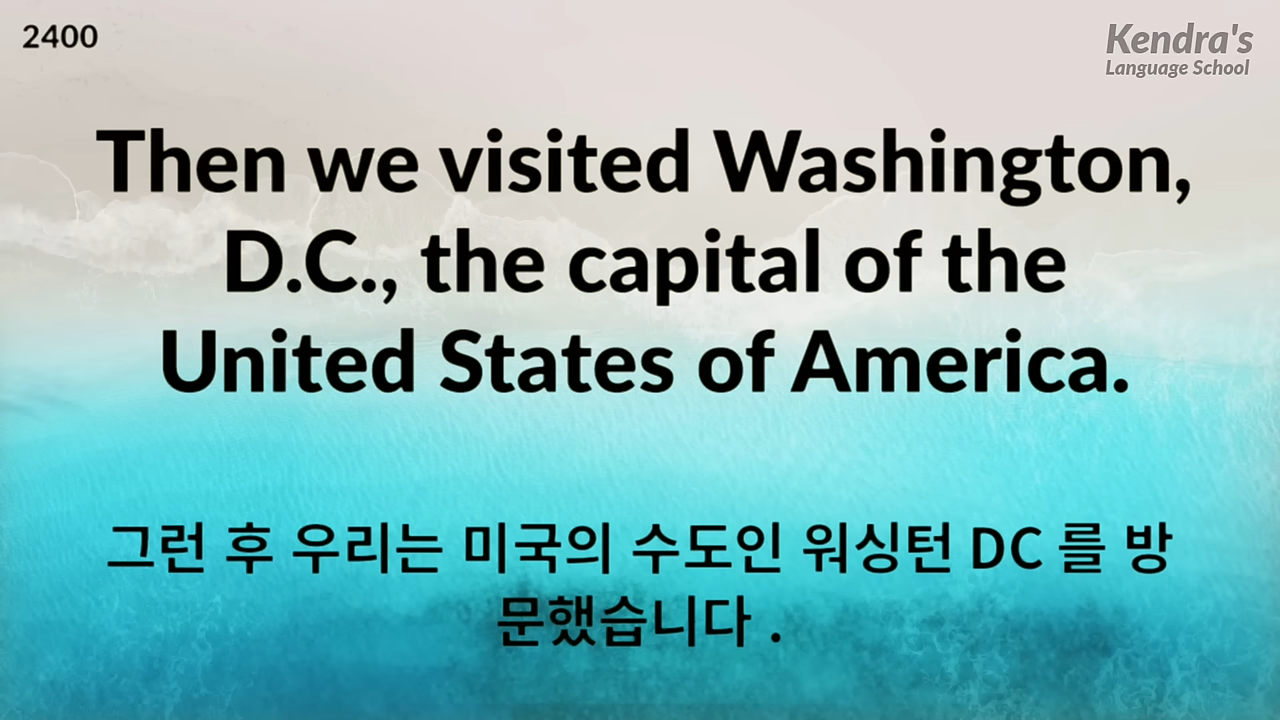 2400
Kendra's
Language School
Then we visited Washington,
D.C., the capital of the
United States of America.
그런 후 우리는 미국의 수도인 워싱턴 DC 를 방
문했습니다 .